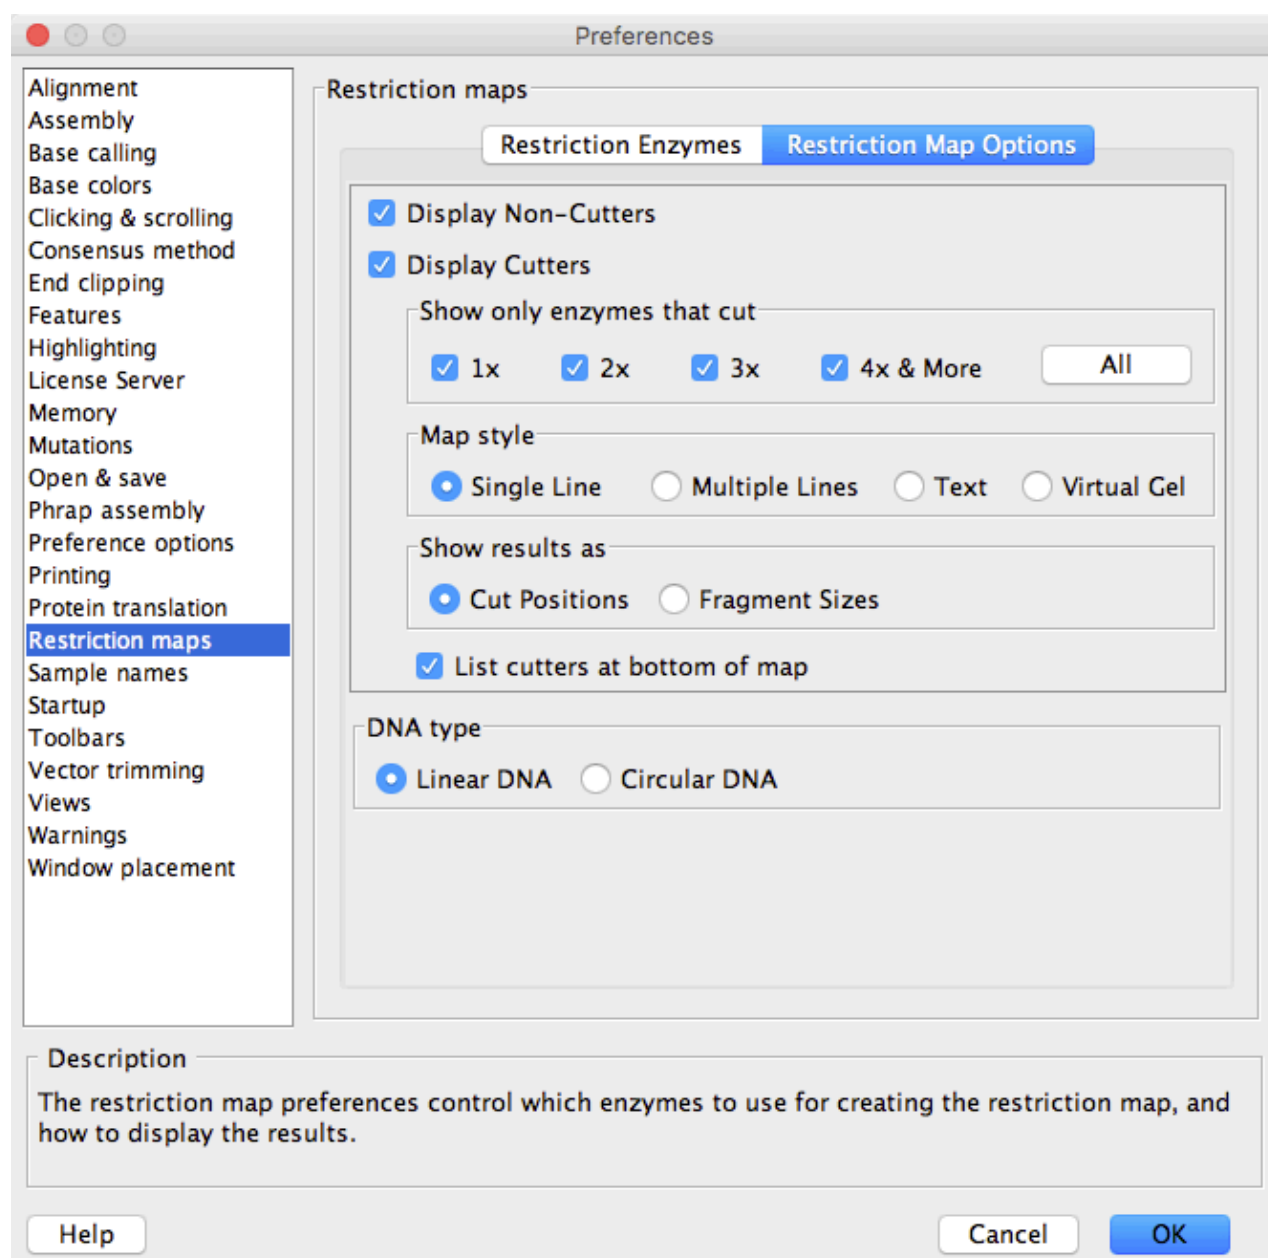 Preferences
Alignment
Assembly
Base calling
Base colors
Clicking & scrolling
Consensus method
End clipping
Features
Highlighting
License Server
Memory
Mutations
Open & save
Phrap assembly
Preference options
Printing
Protein translation
Restriction maps
Sample names
Startup
Toolbars
Vector trimming
Views
Warnings
Window placement
Restriction maps
Restriction Enzymes Restriction Map Options
Display Non-Cutters
Display Cutters
Show only enzymes that cut
1x 2x 3x 4x & More All
Map style
Single Line Multiple Lines Text Virtual Gel
Show results as
Cut Positions Fragment Sizes
List cutters at bottom of map
DNA type
Linear DNA Circular DNA
Description
The restriction map preferences control which enzymes to use for creating the restriction map, and
how to display the results.
Help Cancel OK